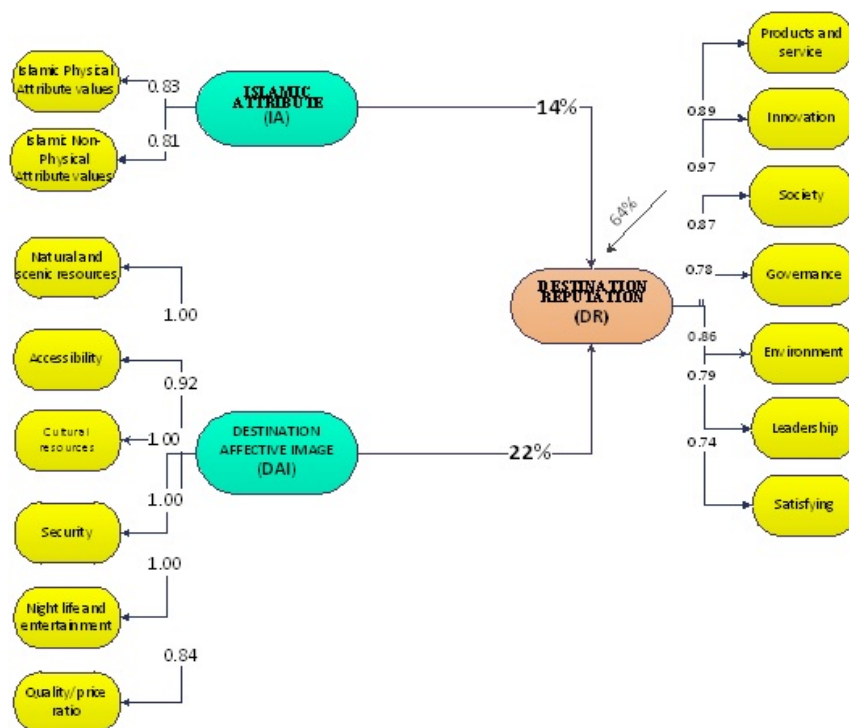 Products and
service
Islamic Physical
Attribute values
0.83
ISLAMIC
ATTRIBUTE
(IA)
14%
0.89
Innovation
0.81
Islamic Non-
Physical
Attribute values
0.97
64%
Society
0.87
Natural and
scenic resources
1.00
0.78
Governance
DESTINATION
REPUTATION
(DR)
0.86
Environment
Accessibility
0.92
0.79
Cultural
resources
1.00
DESTINATION
AFFECTIVE IMAGE
(DAI)
22%
Leadership
0.74
1.00
Security
Satisfying
1.00
Night life and
entertainment
0.84
Quality/price
ratio